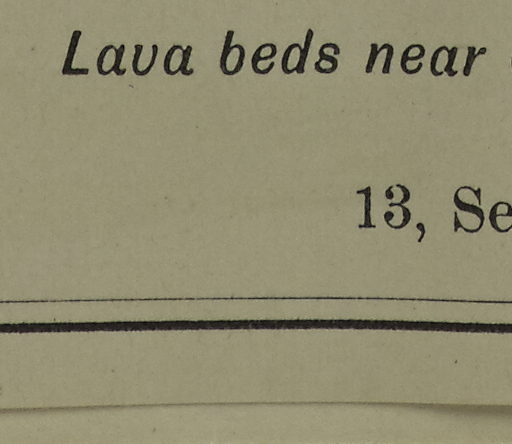 Lava beds near
13, Se